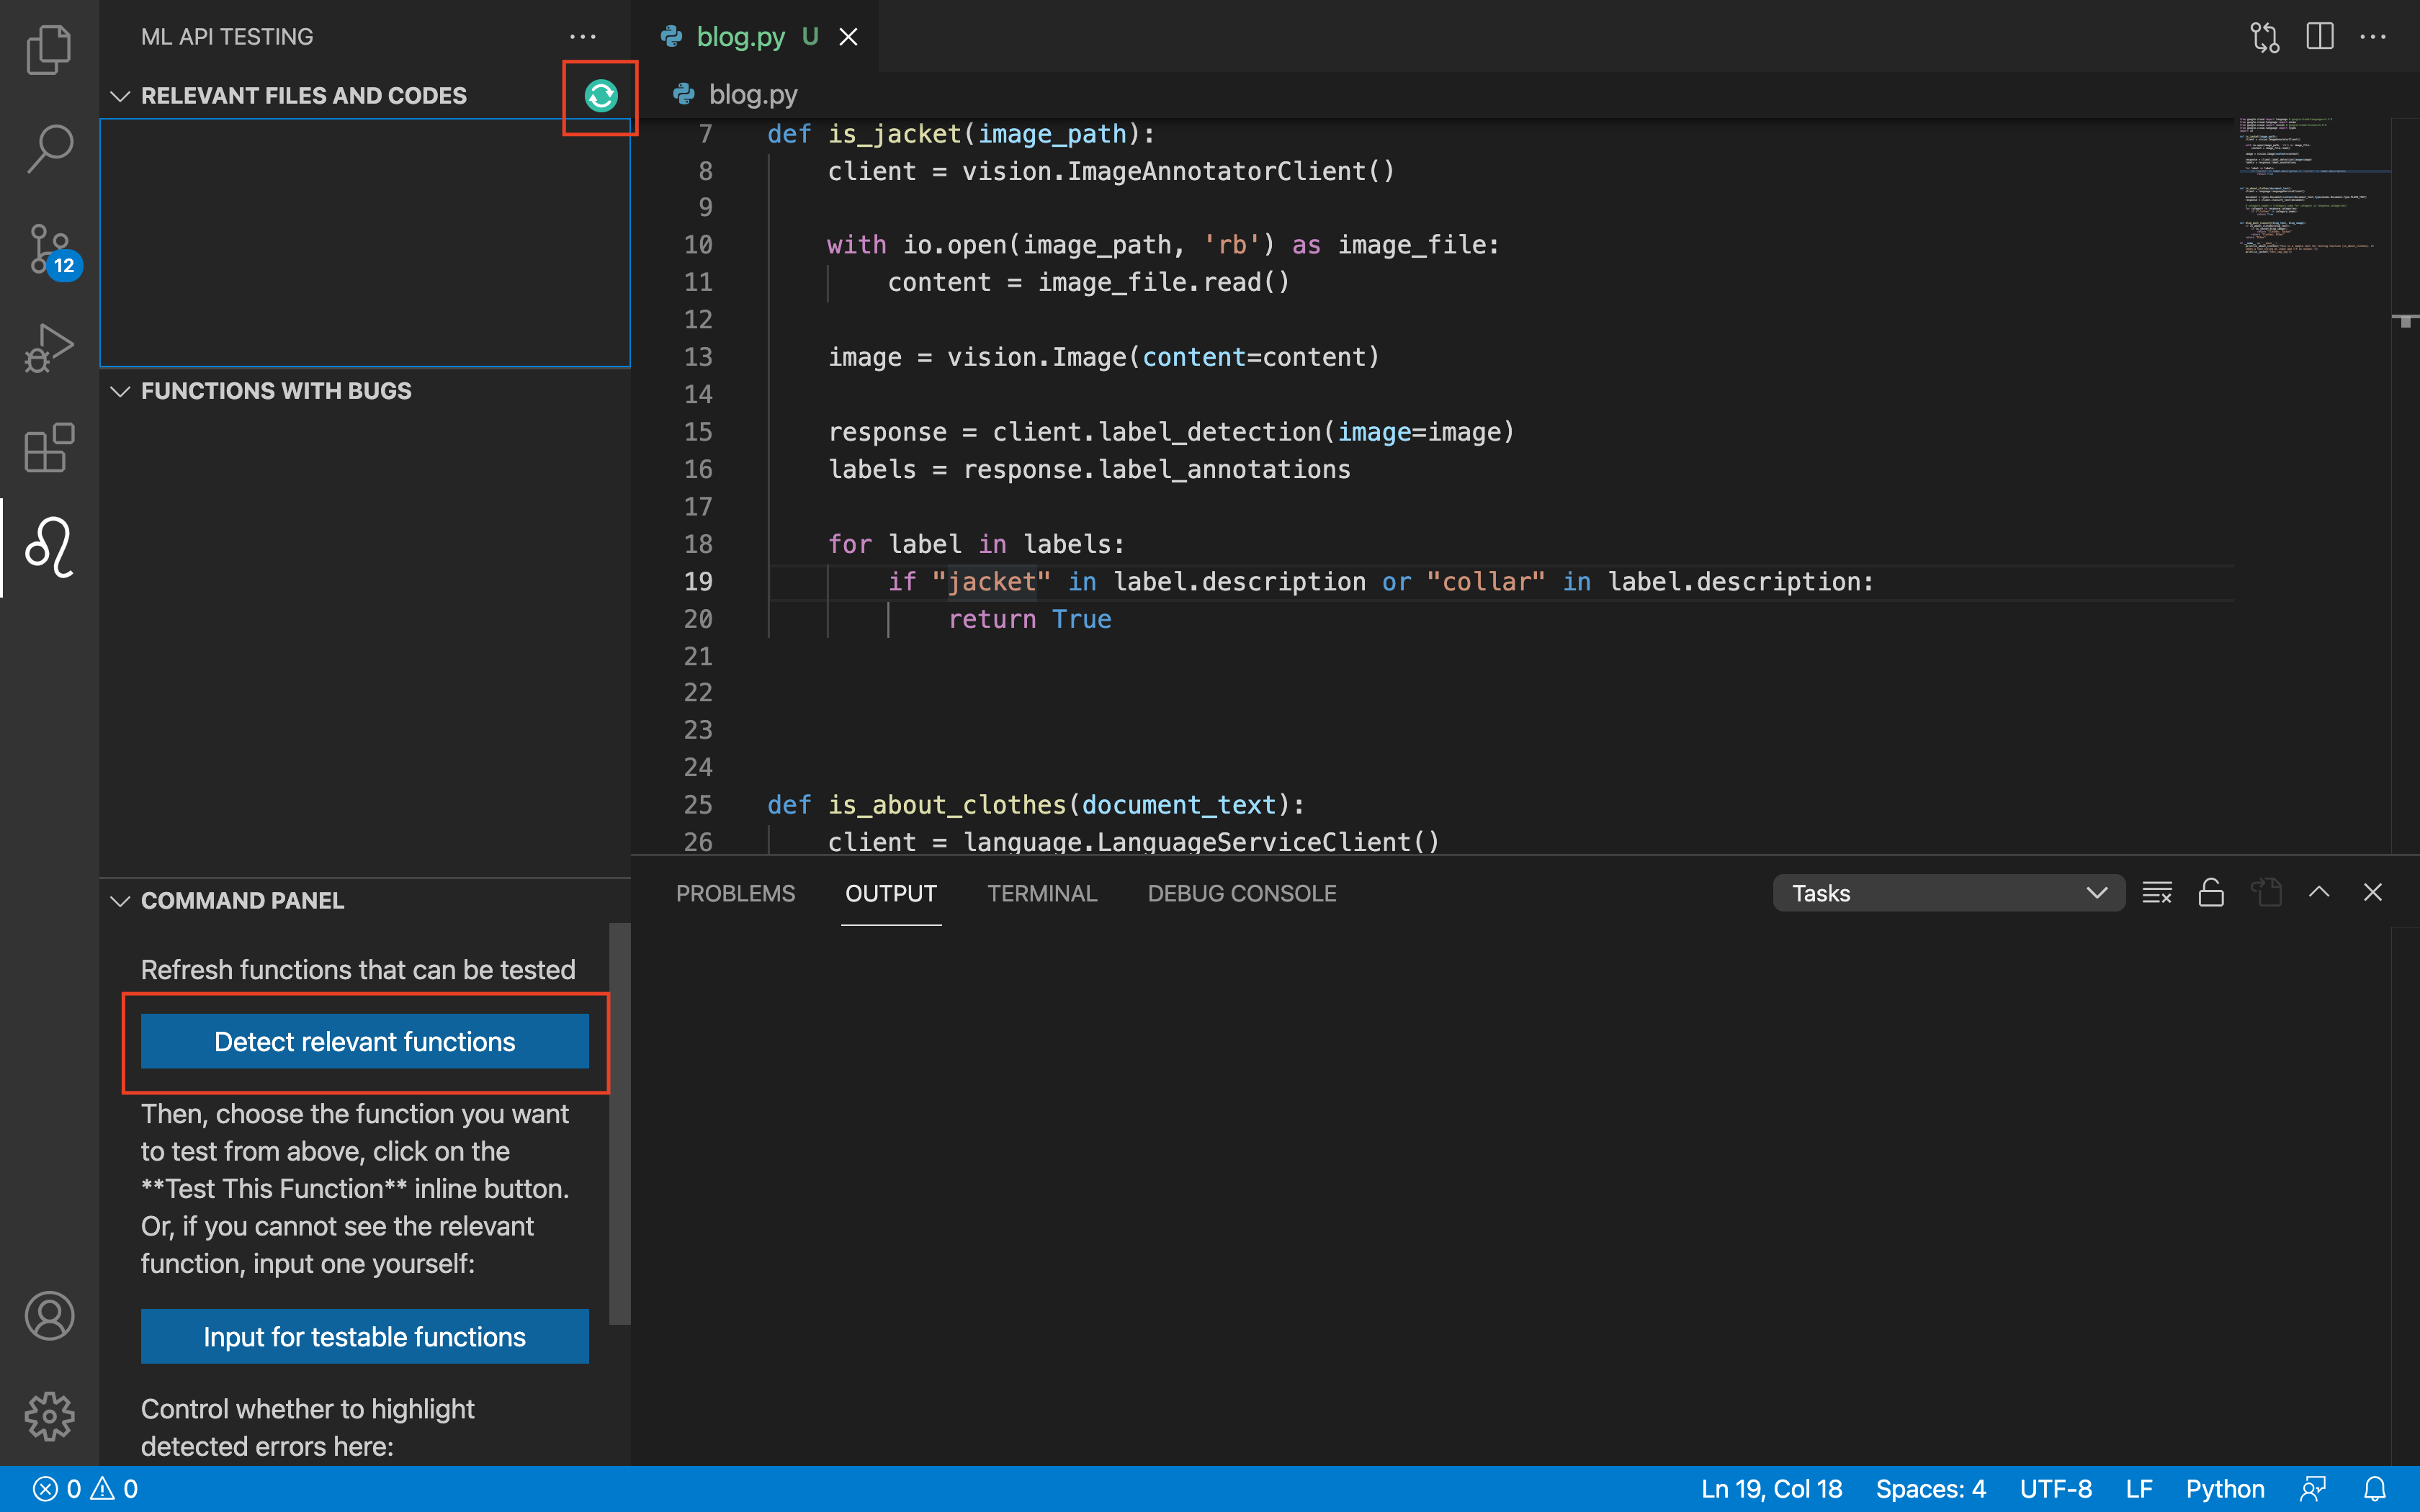 ML API TESTING
RELEVANT FILES AND CODES
12
FUNCTIONS WITH BUGS
COMMAND PANEL
Refresh functions that can be tested
Detect relevant functions
Then, choose the function you want
to test from above, click on the
**Test This Function** inline button.
Or, if you cannot see the relevant
function, input one yourself:
Input for testable functions
Control whether to highlight
detected errors here:
blog.py U
blog.py
7 def is_jacket(image_path):
8 client = vision.ImageAnnotatorClient()
9
10 with io.open(image_path, 'rb') as image_file:
11 content = image_file.read()
12
13 image = vision.Image(content=content)
14
15 response = client.label_detection(image=image)
16 labels = response.label_annotations
17
18 for label in labels:
19 if "jacket" in label.description or "collar" in label.description:
20 return True
21
22
23
24
25 def is_about_clothes(document_text):
26 client = language.LanguageServiceClient()
PROBLEMS OUTPUT TERMINAL DEBUG CONSOLE Tasks
0 0 Ln 19, Col 18 Spaces: 4 UTF-8 LF Python